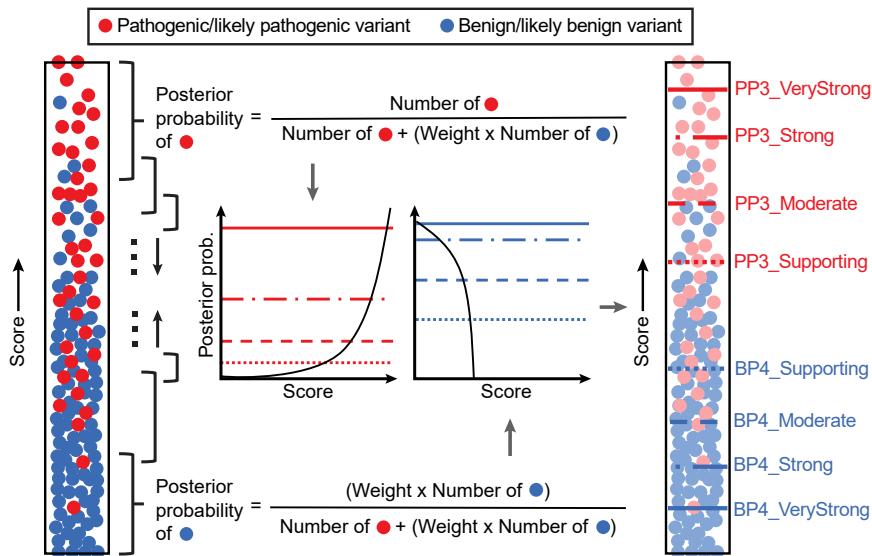 Pathogenic/likely pathogenic variant
Benign/likely benign variant
Posterior
probability
of
=
Number of
Number of + (Weight x Number of )
Score
Posterior prob.
Score
Score
Posterior
probability
of
=
(Weight x Number of )
Number of + (Weight x Number of )
Score
PP3_VeryStrong
PP3_Strong
PP3_Moderate
PP3_Supporting
BP4_Supporting
BP4_Moderate
BP4_Strong
BP4_VeryStrong